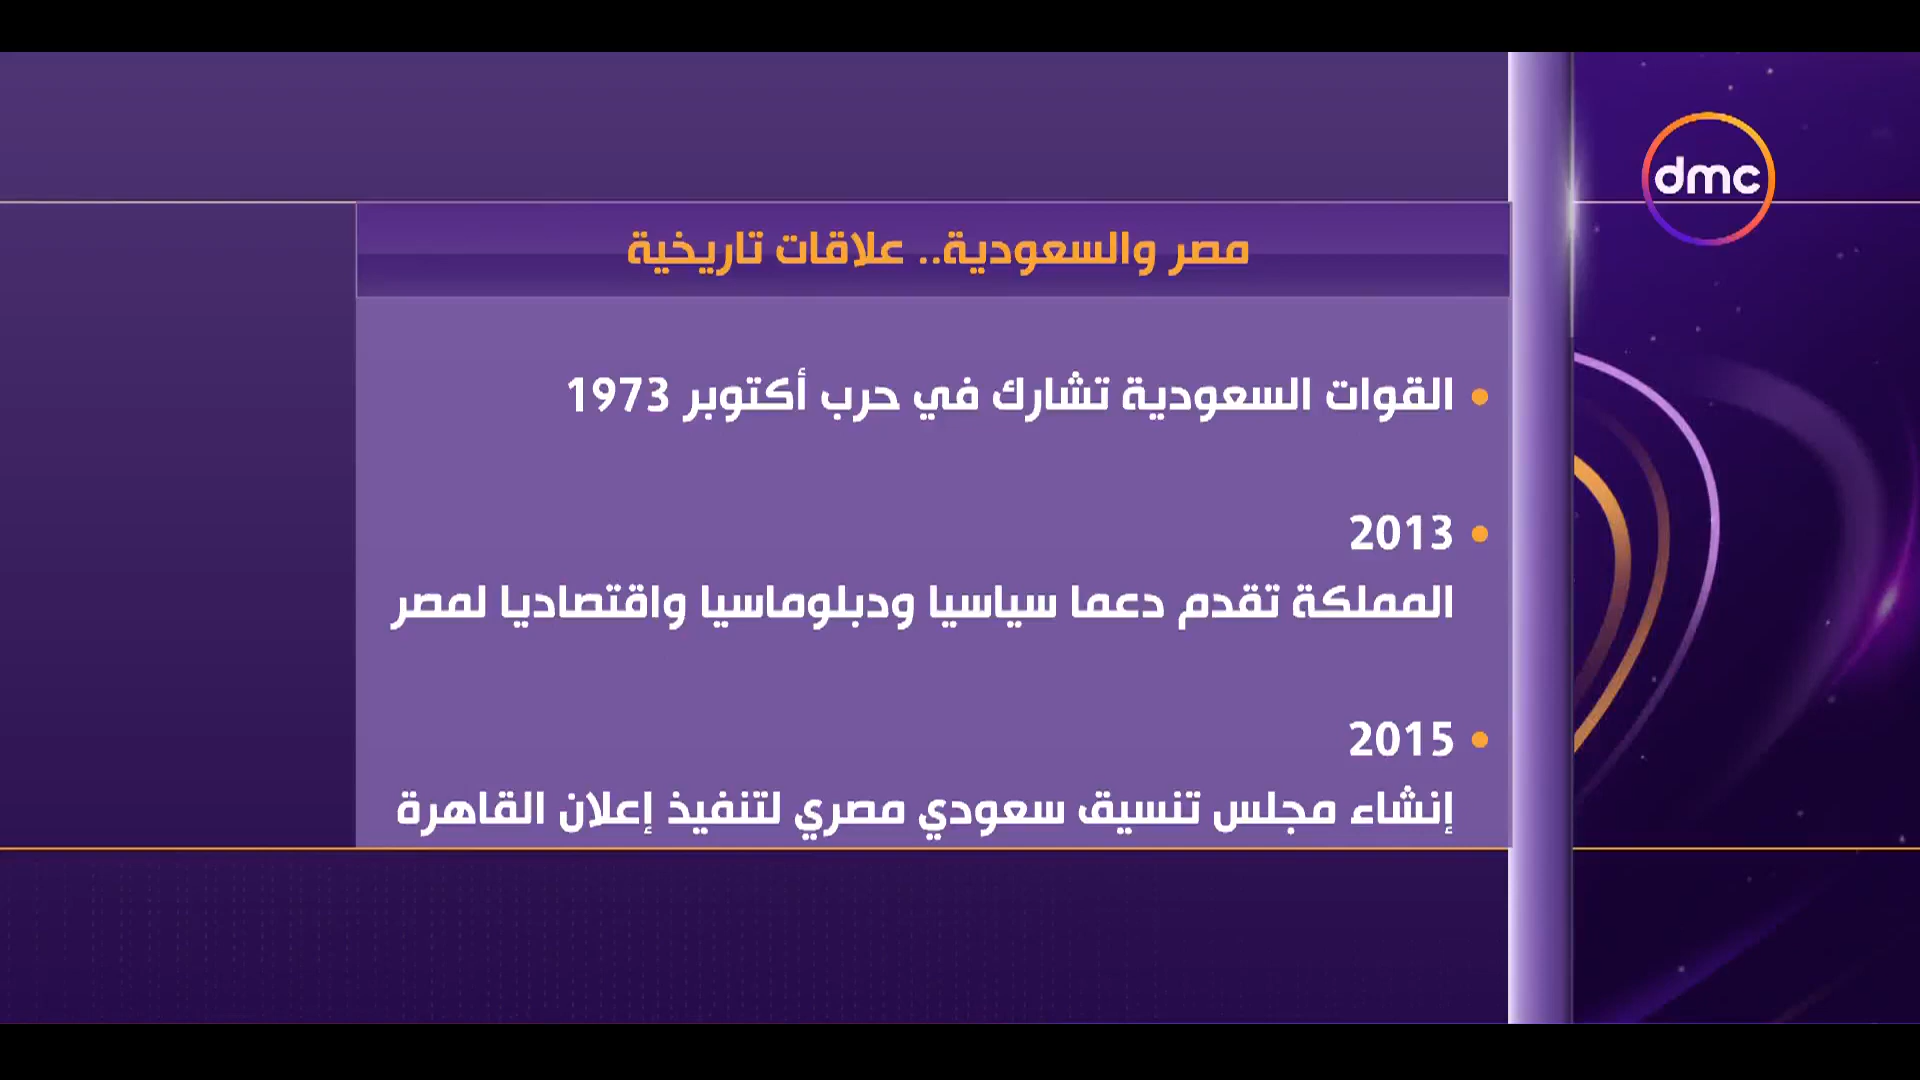 dmc
مصر والسعودية.. علاقات تاريخية
• القوات السعودية تشارك في حرب أكتوبر 1973
• 2013
المملكة تقدم دعما سياسيا ودبلوماسيا واقتصاديا لمصر
• 2015
إنشاء مجلس تنسيق سعودي مصري لتنفيذ إعلان القاهرة